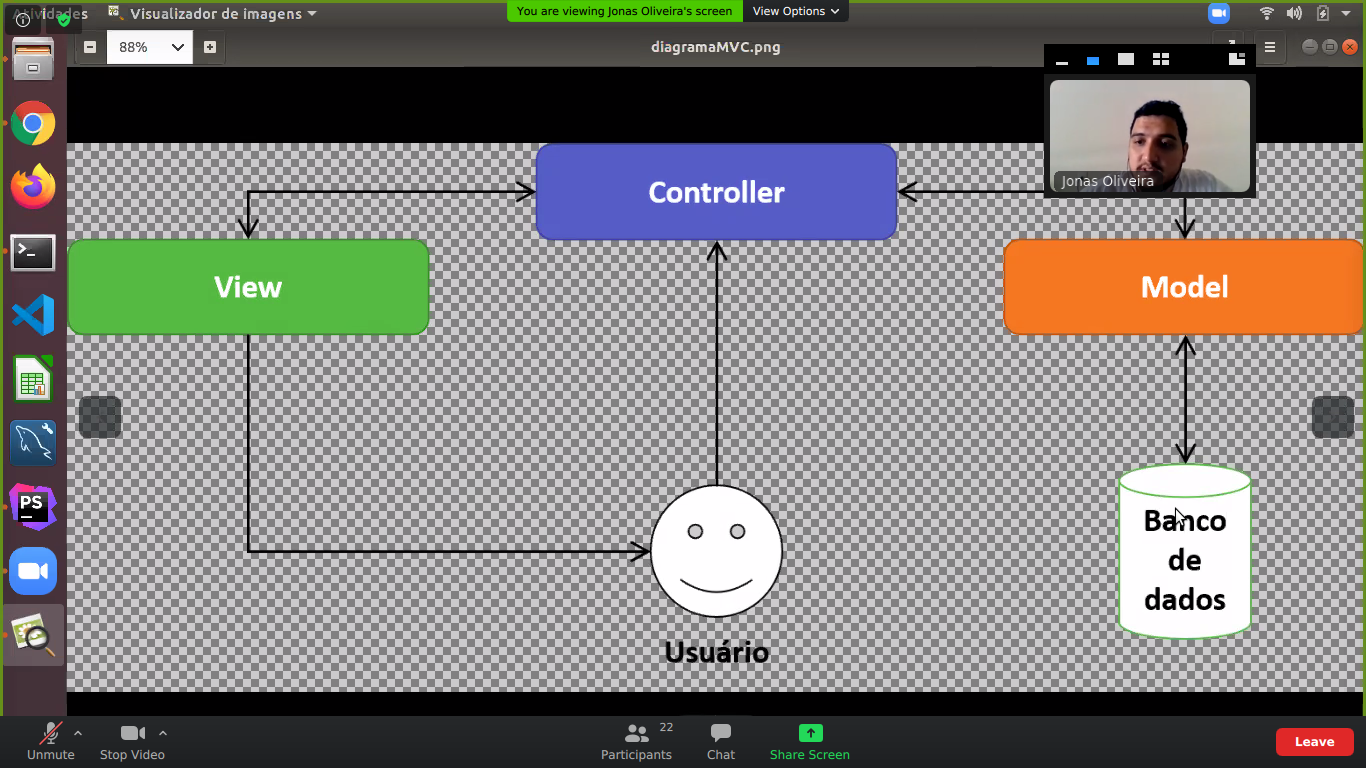 Atividades
Visualizador de imagens
You are viewing Jonas Oliveira's screen
View Options
88%
diagramaMVC.png
Jonas Oliveira
Controller
View
Model
Banco
de
dados
Usuário
PS
Unmute
Stop Video
Participants
22
Chat
Share Screen
Leave